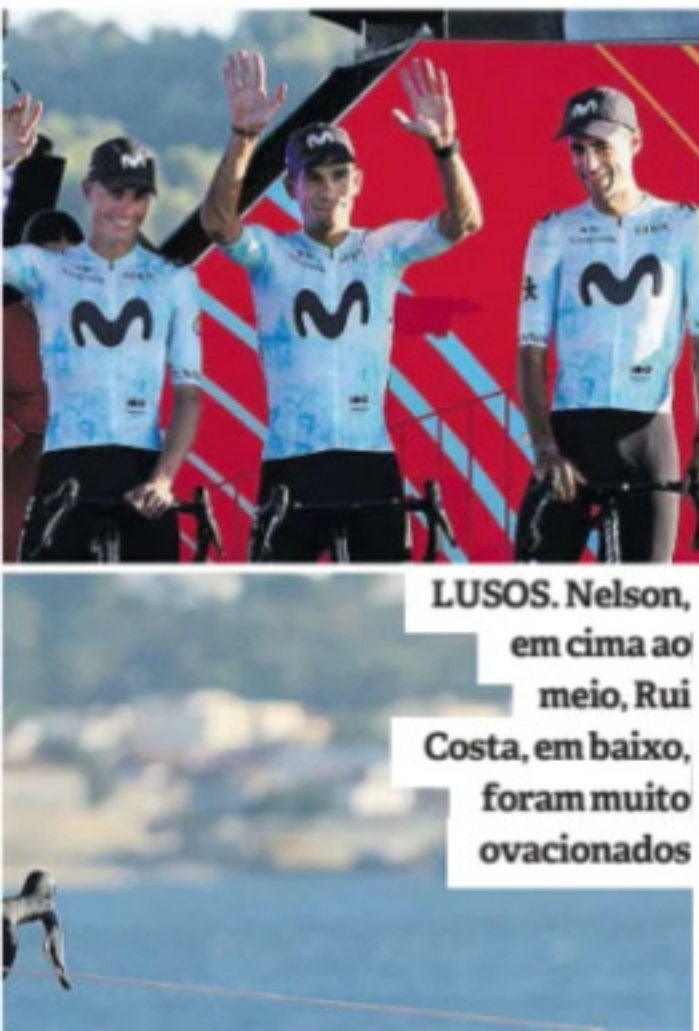 LUSOS. Nelson,
em cima ao
meio, Rui
Costa, em baixo,
foram muito
ovacionados